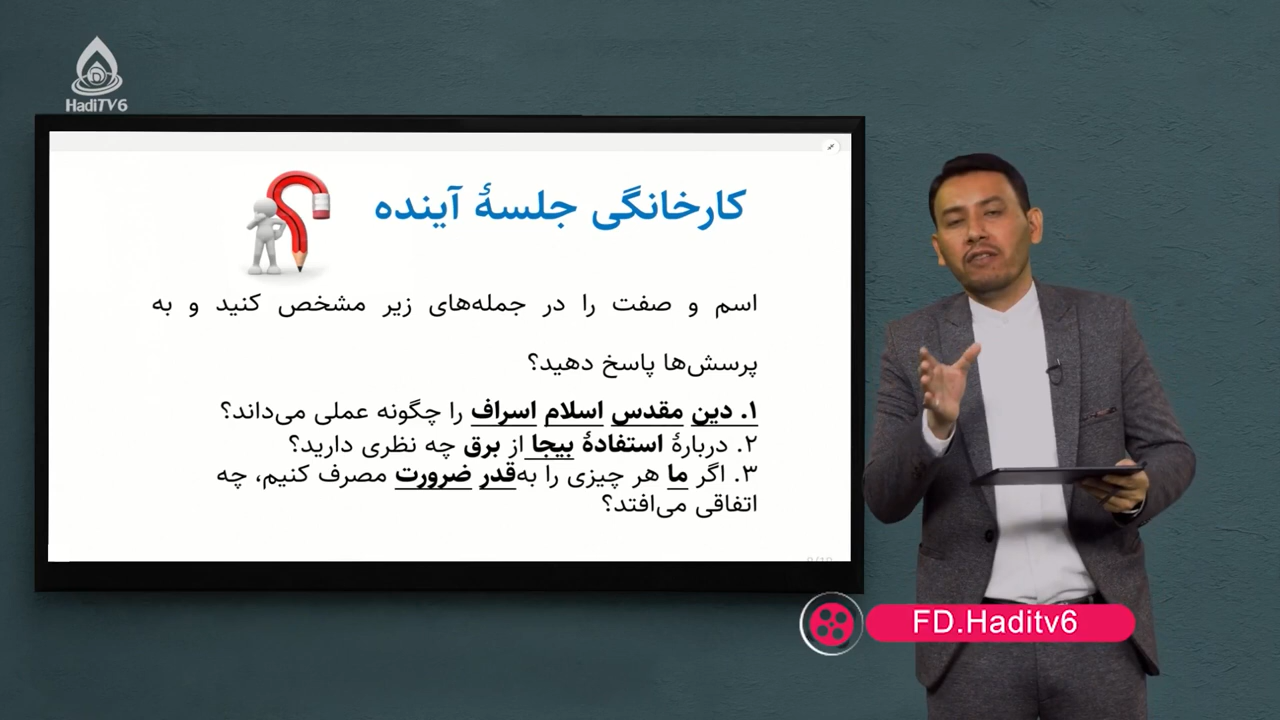 HadiTV6
کارخانگی جلسهٔ آینده
اسم و صفت را در جمله‌های زیر مشخص کنید و به
پرسش‌ها پاسخ دهید؟
۱. دین مقدس اسلام اسراف را چگونه عملی می‌داند؟
۲. دربارهٔ استفادهٔ بیجا از برق چه نظری دارید؟
۳. اگر ما هر چیزی را به‌قدر ضرورت مصرف کنیم، چه
اتفاقی می‌افتد؟
FD.Haditv6